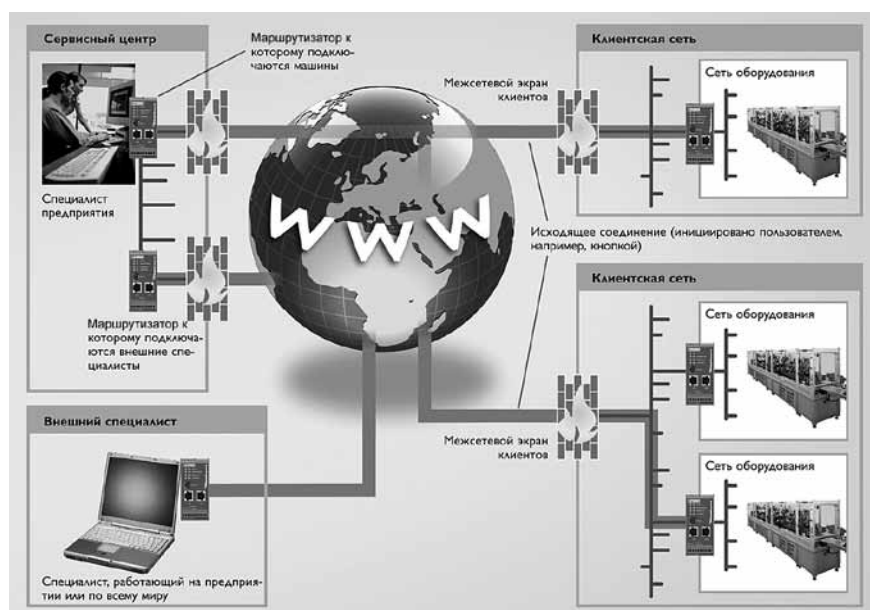 Сервисный центр
Маршрутизатор к
которому подклю-
чаются машины
Специалист
предприятия
Маршрутизатор к
которому подключа-
ются внешние спе-
циалисты
WWW
Межсетевой экран
клиентов
Клиентская сеть
Сеть оборудования
Исходящее соединение (инициировано пользователем,
например, кнопкой)
Клиентская сеть
Сеть оборудования
Сеть оборудования
Межсетевой экран
клиентов
Внешний специалист
Специалист, работающий на предприя-
тии или по всему миру